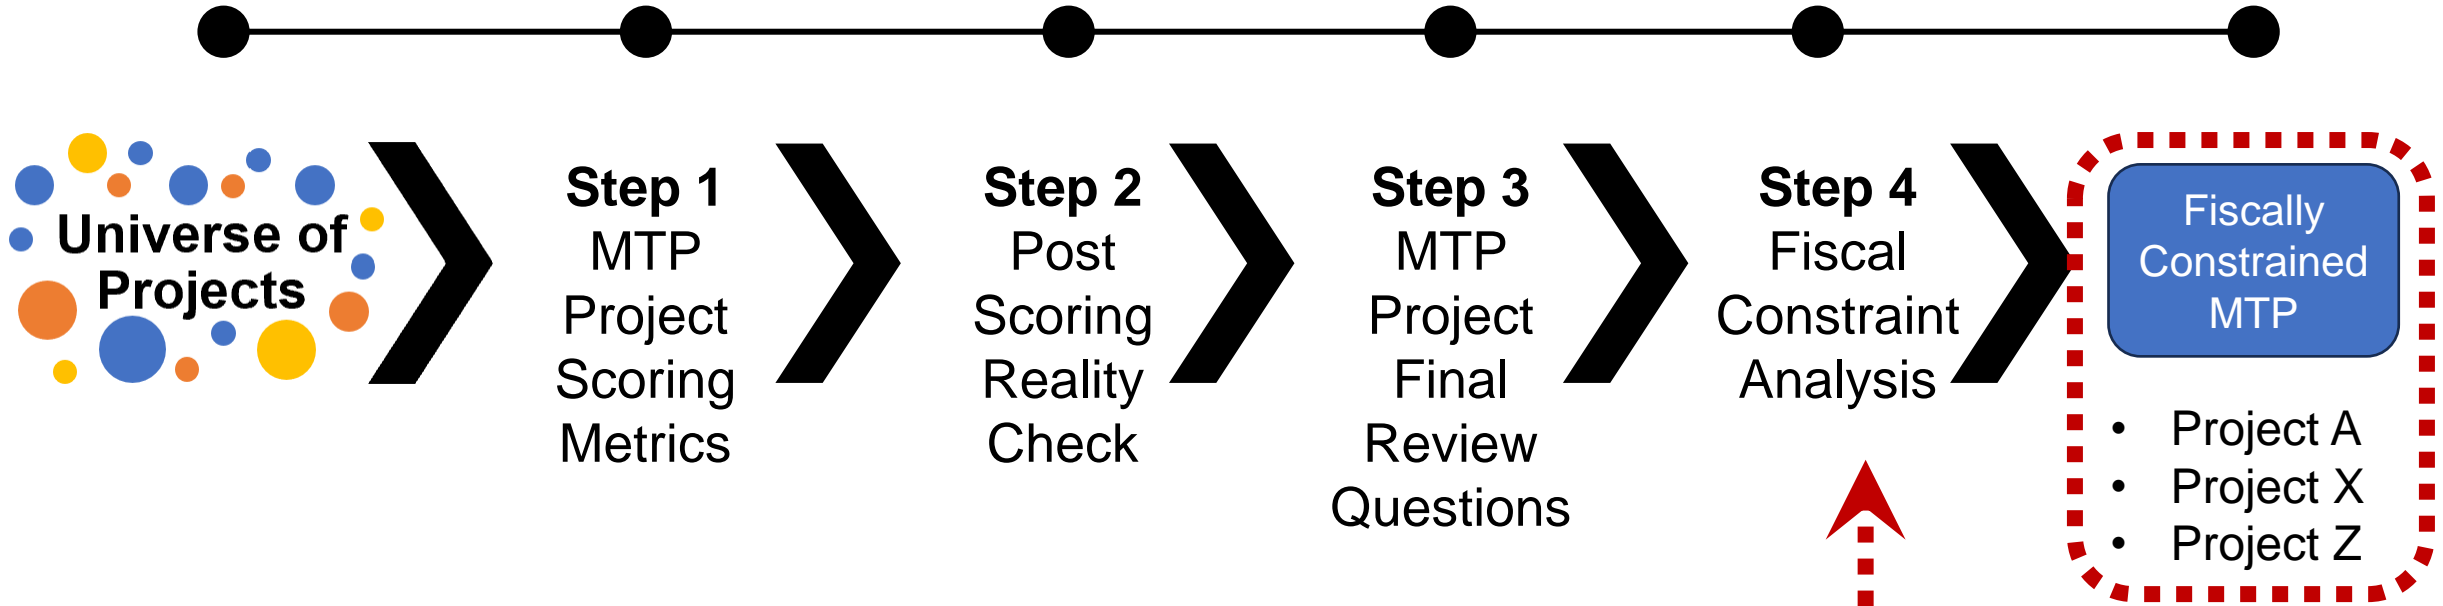 Universe of
Projects
Step 1
MTP
Project
Scoring
Metrics
Step 2
Post
Scoring
Reality
Check
Step 3
MTP
Project
Final
Review
Questions
Step 4
Fiscal
Constraint
Analysis
Fiscally
Constrained
MTP
• Project A
• Project X
• Project Z